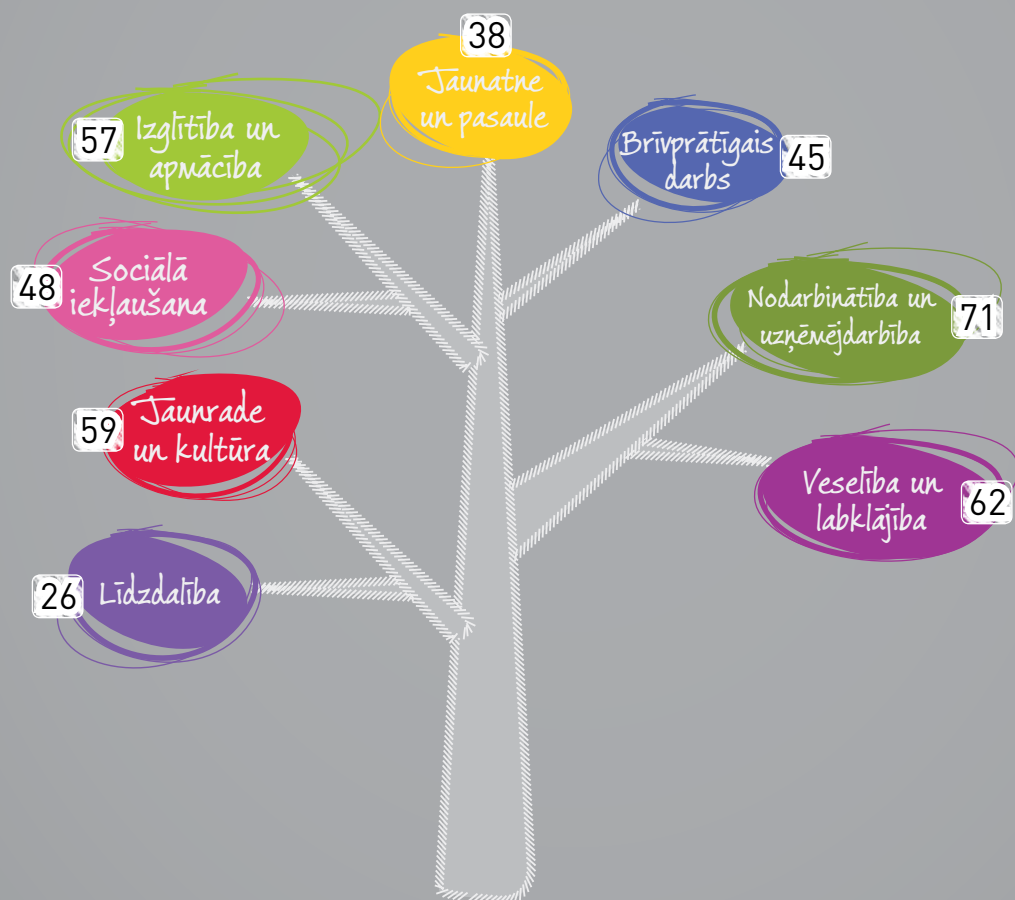 38
Jaunatne
un pasaule
57
Izglītība un
apmācība
Brīvprātīgais
darbs
45
48
Sociālā
iekļaušana
Nodarbinātība un
uzņēmējdarbība
71
59
Jaunrade
un kultūra
Veselība un
labklājība
62
26
Līdzdalība